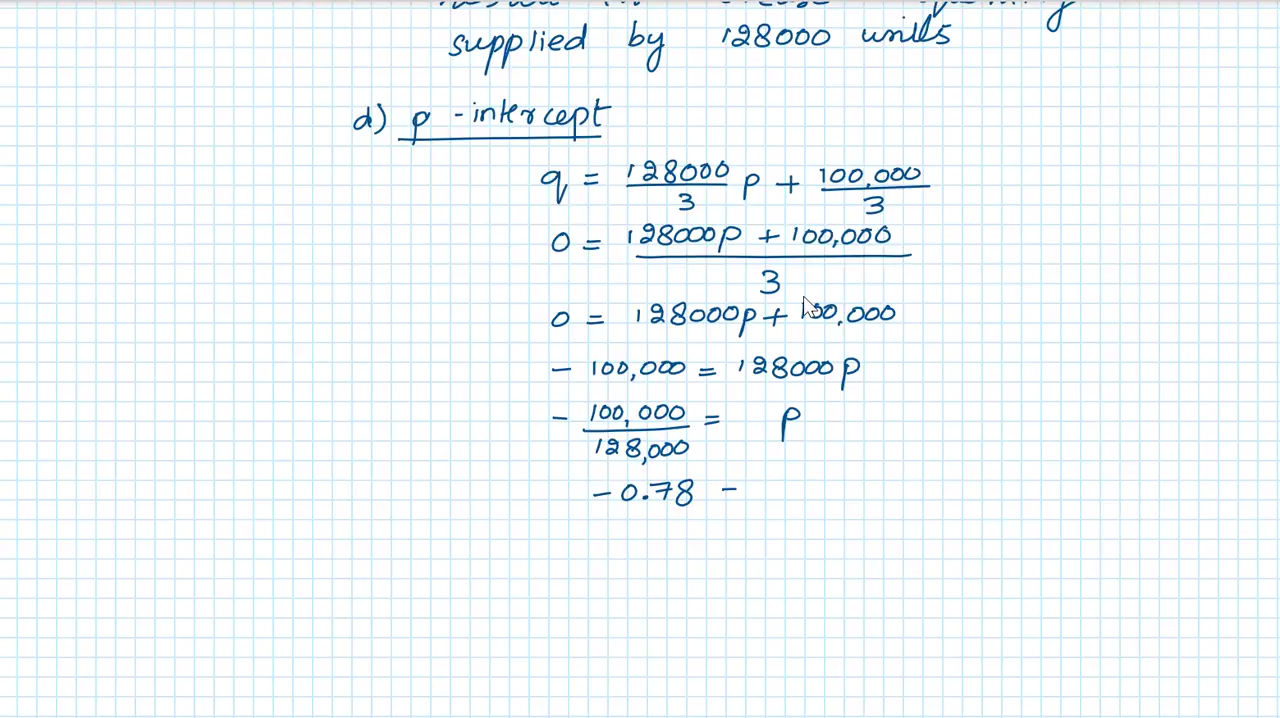 supplied by 128000 units
d) p - intercept
q = 128000/3 p + 100,000/3
0 = 128000p + 100,000 / 3
0 = 128000p + 100,000
- 100,000 = 128000p
- 100,000/128,000 = p
- 0.78 -